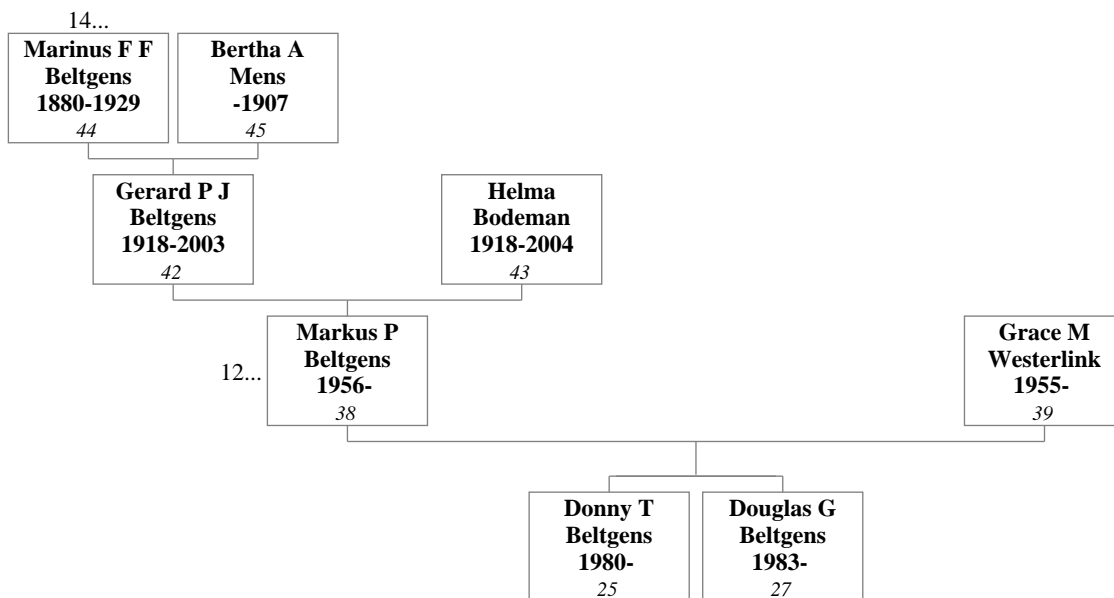 14...
Marinus F F
Beltgens
1880-1929
44
Bertha A
Mens
-1907
45
Gerard P J
Beltgens
1918-2003
42
Helma
Bodeman
1918-2004
43
12...
Markus P
Beltgens
1956-
38
Grace M
Westerlink
1955-
39
Donny T
Beltgens
1980-
25
Douglas G
Beltgens
1983-
27